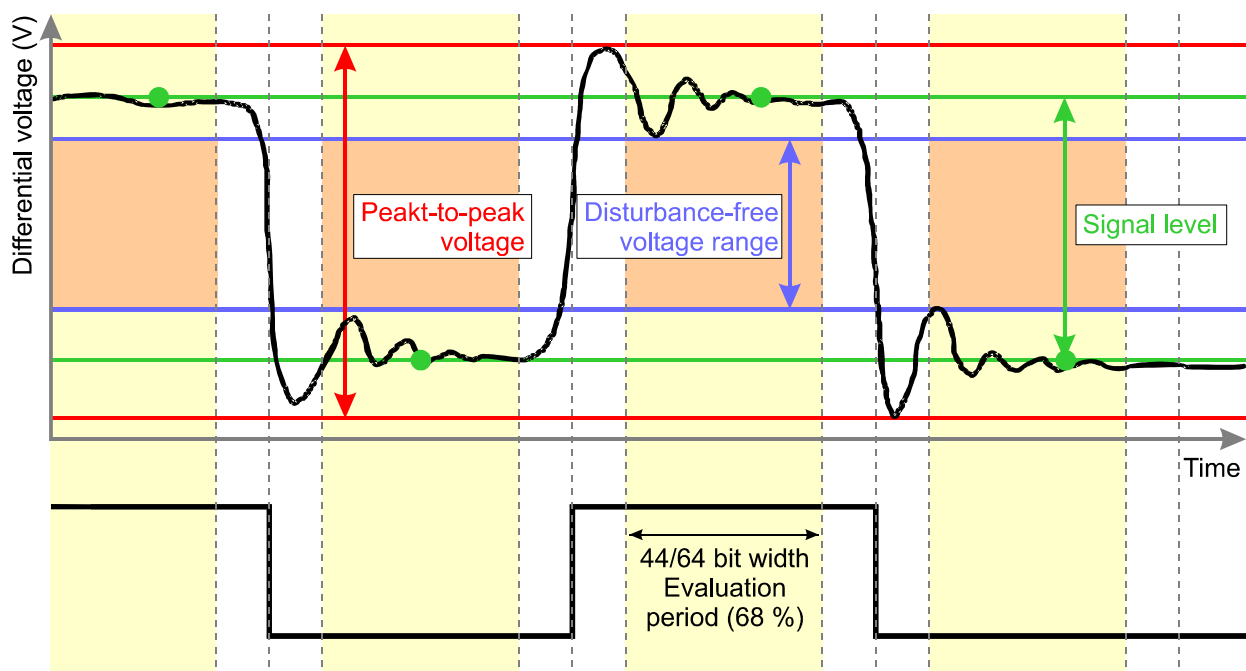 Differential voltage (V)
Peakt-to-peak
voltage
Disturbance-free
voltage range
Signal level
Time
44/64 bit width
Evaluation
period (68 %)